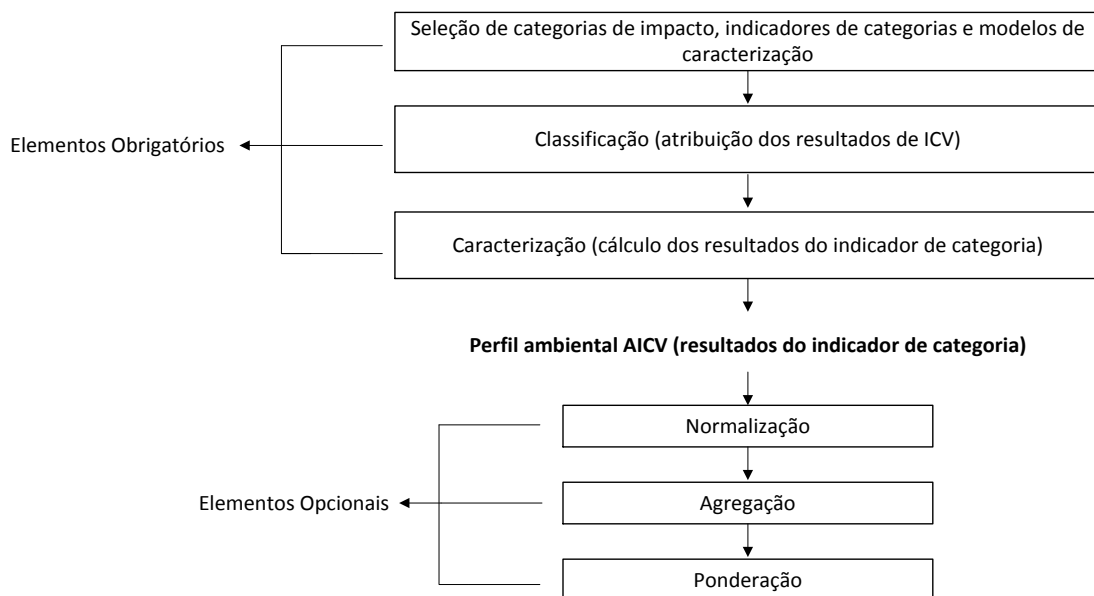 Seleção de categorias de impacto, indicadores de categorias e modelos de
caracterização
Elementos Obrigatórios
Classificação (atribuição dos resultados de ICV)
Caracterização (cálculo dos resultados do indicador de categoria)
Perfil ambiental AICV (resultados do indicador de categoria)
Normalização
Elementos Opcionais
Agregação
Ponderação